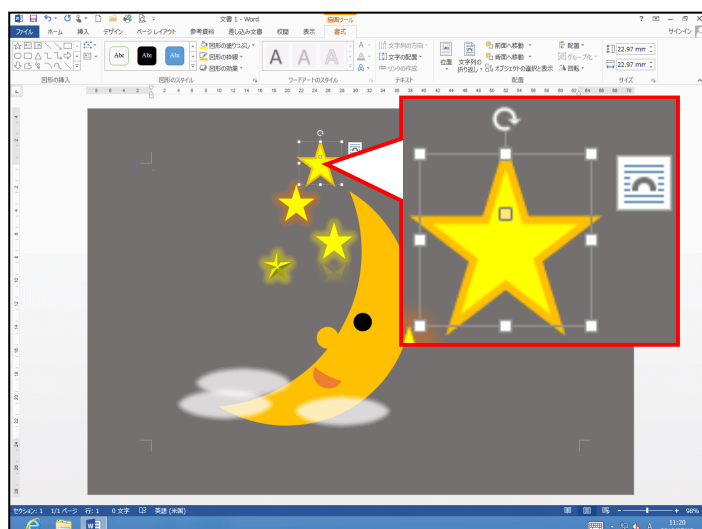 文書 1 - Word
描画ツール
ファイル ホーム 挿入 デザイン ページ レイアウト 参考資料 差し込み文書 校閲 表示 書式
サインイン
Abc Abc Abc
図形の塗りつぶし
図形の枠線
図形の効果
A A A
文字列の方向
文字の配置
リンクの作成
位置 文字列の
折り返し
前面へ移動
背面へ移動
オブジェクトの選択と表示
配置
グループ化
回転
22.97 mm
22.97 mm
図形の挿入 図形のスタイル ワードアートのスタイル テキスト 配置 サイズ
セクション: 1 1/1 ページ 行: 1 0 文字 英語 (米国)
98%
11:20